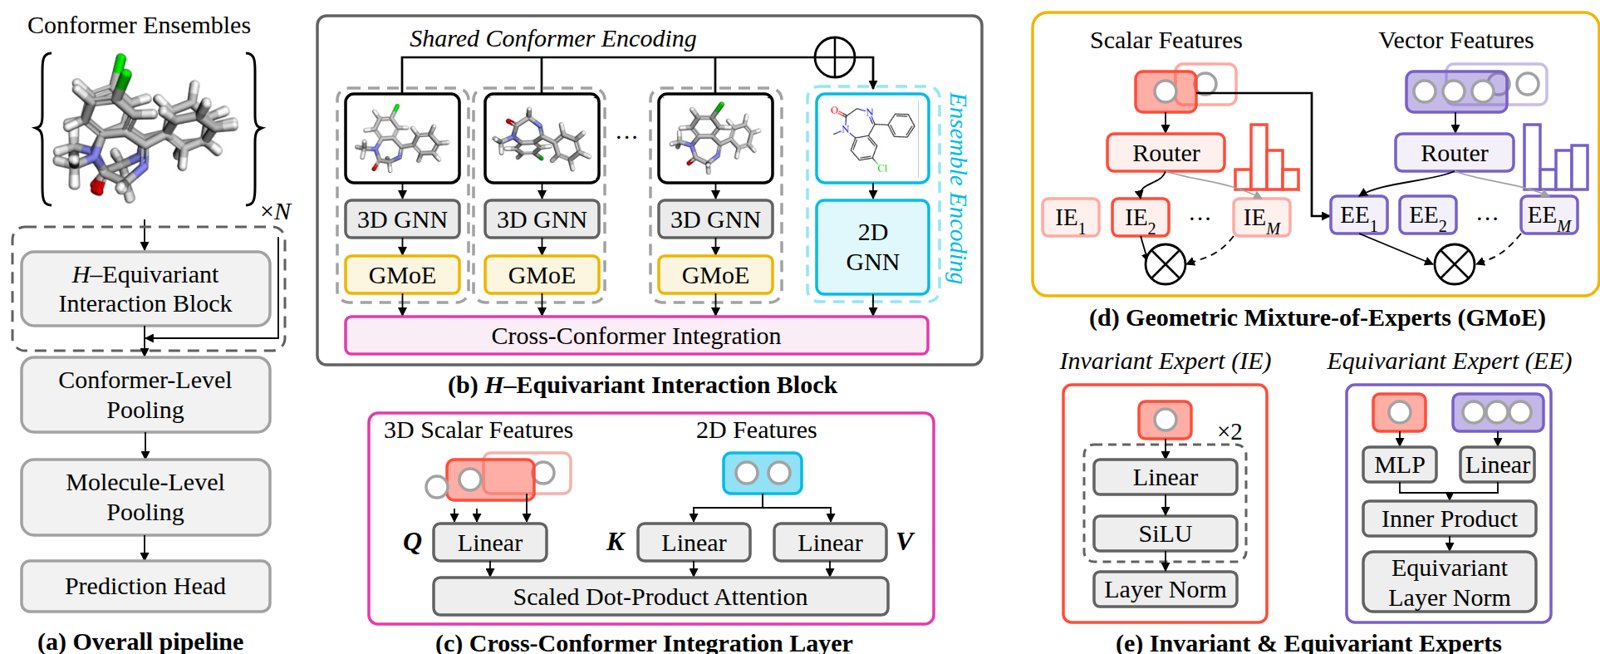 Conformer Ensembles
×N
H–Equivariant
Interaction Block
Conformer-Level
Pooling
Molecule-Level
Pooling
Prediction Head
(a) Overall pipeline
Shared Conformer Encoding
O
N
N
Cl
...
Ensemble Encoding
3D GNN
3D GNN
3D GNN
2D
GNN
GMoE
GMoE
GMoE
Cross-Conformer Integration
(b) H–Equivariant Interaction Block
3D Scalar Features
2D Features
Q
Linear
K
Linear
Linear
V
Scaled Dot-Product Attention
(c) Cross-Conformer Integration Layer
Scalar Features
Vector Features
Router
Router
IE1
IE2
...
IEM
EE1
EE2
...
EEM
(d) Geometric Mixture-of-Experts (GMoE)
Invariant Expert (IE)
×2
Linear
SiLU
Layer Norm
Equivariant Expert (EE)
MLP
Linear
Inner Product
Equivariant
Layer Norm
(e) Invariant & Equivariant Experts